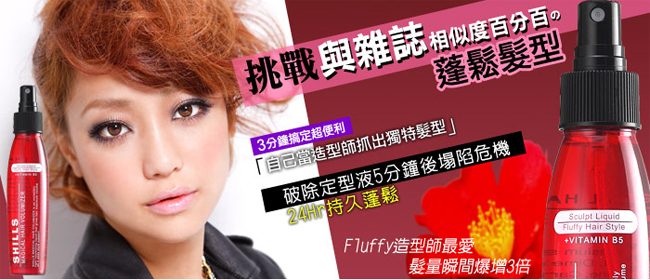 挑戰與雜誌相似度百分百の
蓬鬆髮型
3分鐘搞定超便利
「自己當造型師抓出獨特髮型」
破除定型液5分鐘後塌陷危機
24Hr持久蓬鬆
Fluffy造型師最愛
髮量瞬間爆增3倍
SHILLS
MAGICAL HAIR VOLUMIZER
Sculpt Liquid
Fluffy Hair Style
+VITAMIN B5